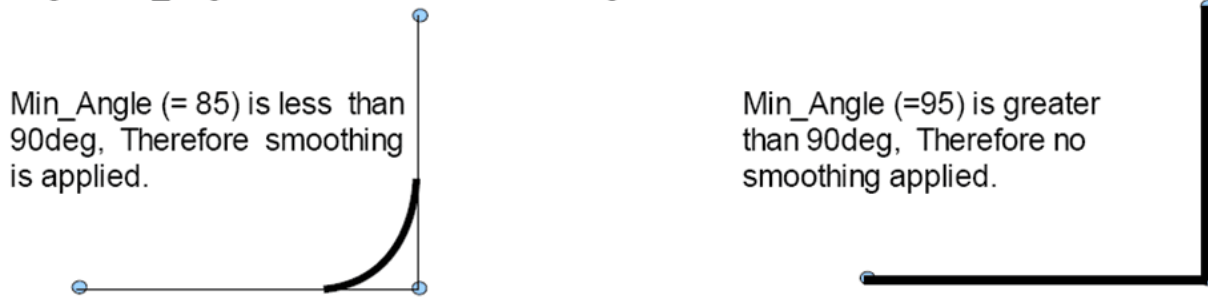 Min_Angle (= 85) is less than
90deg, Therefore smoothing
is applied.
Min_Angle (=95) is greater
than 90deg, Therefore no
smoothing applied.